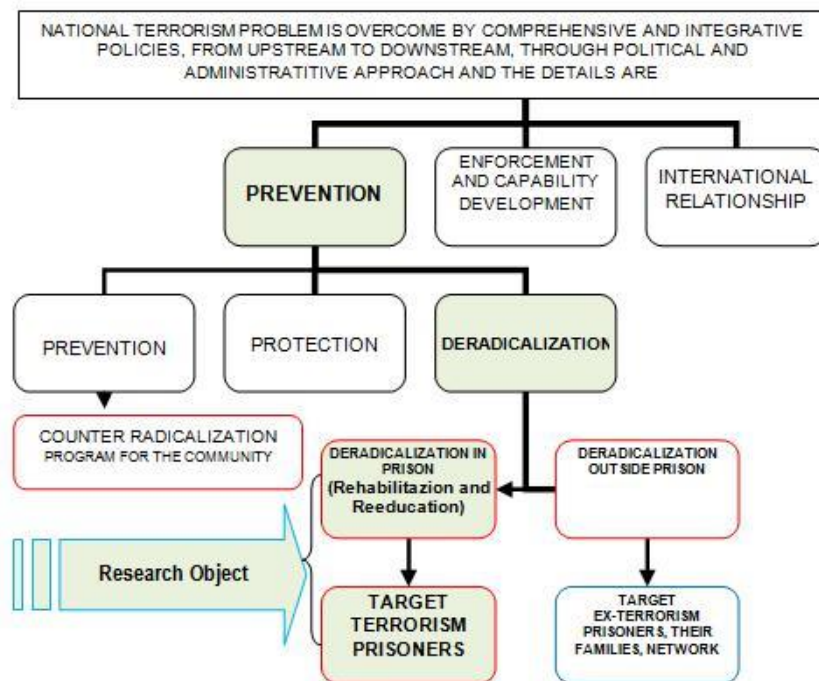 NATIONAL TERRORISM PROBLEM IS OVERCOME BY COMPREHENSIVE AND INTEGRATIVE
POLICIES, FROM UPSTREAM TO DOWNSTREAM, THROUGH POLITICAL AND
ADMINISTRATITIVE APPROACH AND THE DETAILS ARE
PREVENTION
ENFORCEMENT
AND CAPABILITY
DEVELOPMENT
INTERNATIONAL
RELATIONSHIP
PREVENTION
PROTECTION
DERADICALIZATION
COUNTER RADICALIZATION
PROGRAM FOR THE COMMUNITY
DERADICALIZATION IN
PRISON
(Rehabilitazion and
Reeducation)
DERADICALIZATION
OUTSIDE PRISON
Research Object
TARGET
TERRORISM
PRISONERS
TARGET
EX-TERRORISM
PRISONERS, THEIR
FAMILIES, NETWORK